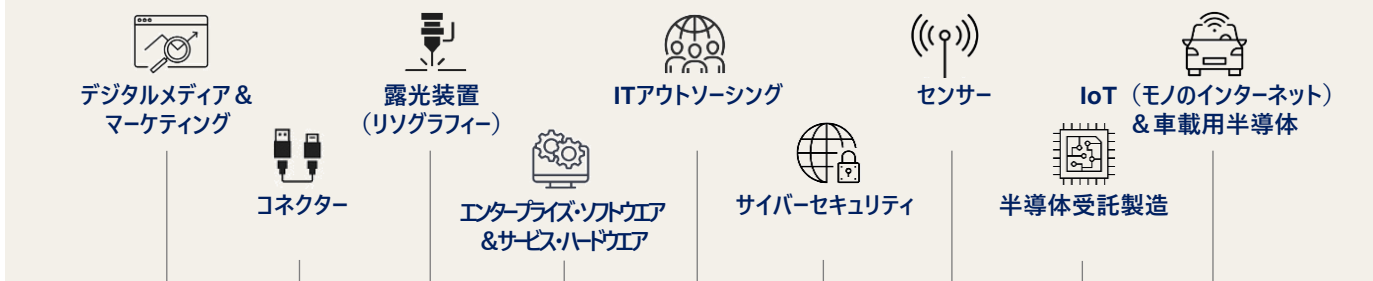 デジタルメディア&
マーケティング
露光装置
(リソグラフィー)
ITアウトソーシング
センサー
IoT(モノのインターネット)
&車載用半導体
コネクター
エンタープライズ・ソフトウエア
&サービス・ハードウエア
サイバーセキュリティ
半導体受託製造